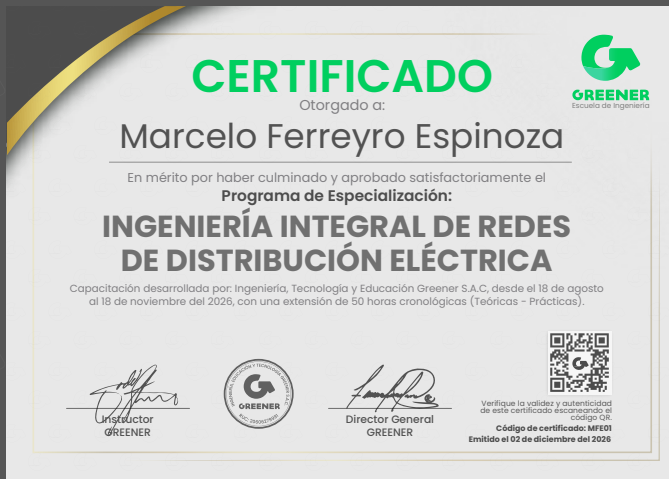 CERTIFICADO
Otorgado a:
GREENER
Escuela de Ingeniería
Marcelo Ferreyro Espinoza
En mérito por haber culminado y aprobado satisfactoriamente el
Programa de Especialización:
INGENIERÍA INTEGRAL DE REDES
DE DISTRIBUCIÓN ELÉCTRICA
Capacitación desarrollada por: Ingeniería, Tecnología y Educación Greener S.A.C, desde el 18 de agosto
al 18 de noviembre del 2026, con una extensión de 50 horas cronológicas (Teóricas - Prácticas).
Instructor
GREENER
GREENER
Director General
GREENER
Verifique la validez y autenticidad
de este certificado escaneando el
código QR.
Código de certificado: MFE01
Emitido el 02 de diciembre del 2026